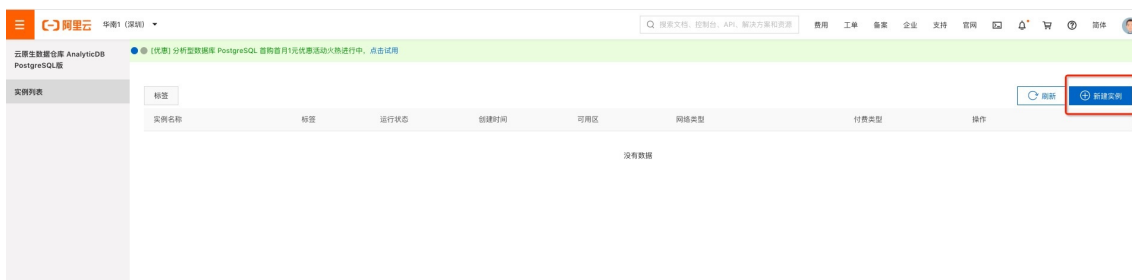 阿里云 华南1（深圳） 搜索文档、控制台、API、解决方案和资源 费用 工单 备案 企业 支持 官网 简体
云原生数据仓库 AnalyticDB
PostgreSQL版
[优惠] 分析型数据库 PostgreSQL 首购首月1元优惠活动火热进行中，点击试用
实例列表
标签 刷新 新建实例
实例名称 标签 运行状态 创建时间 可用区 网络类型 付费类型 操作
没有数据